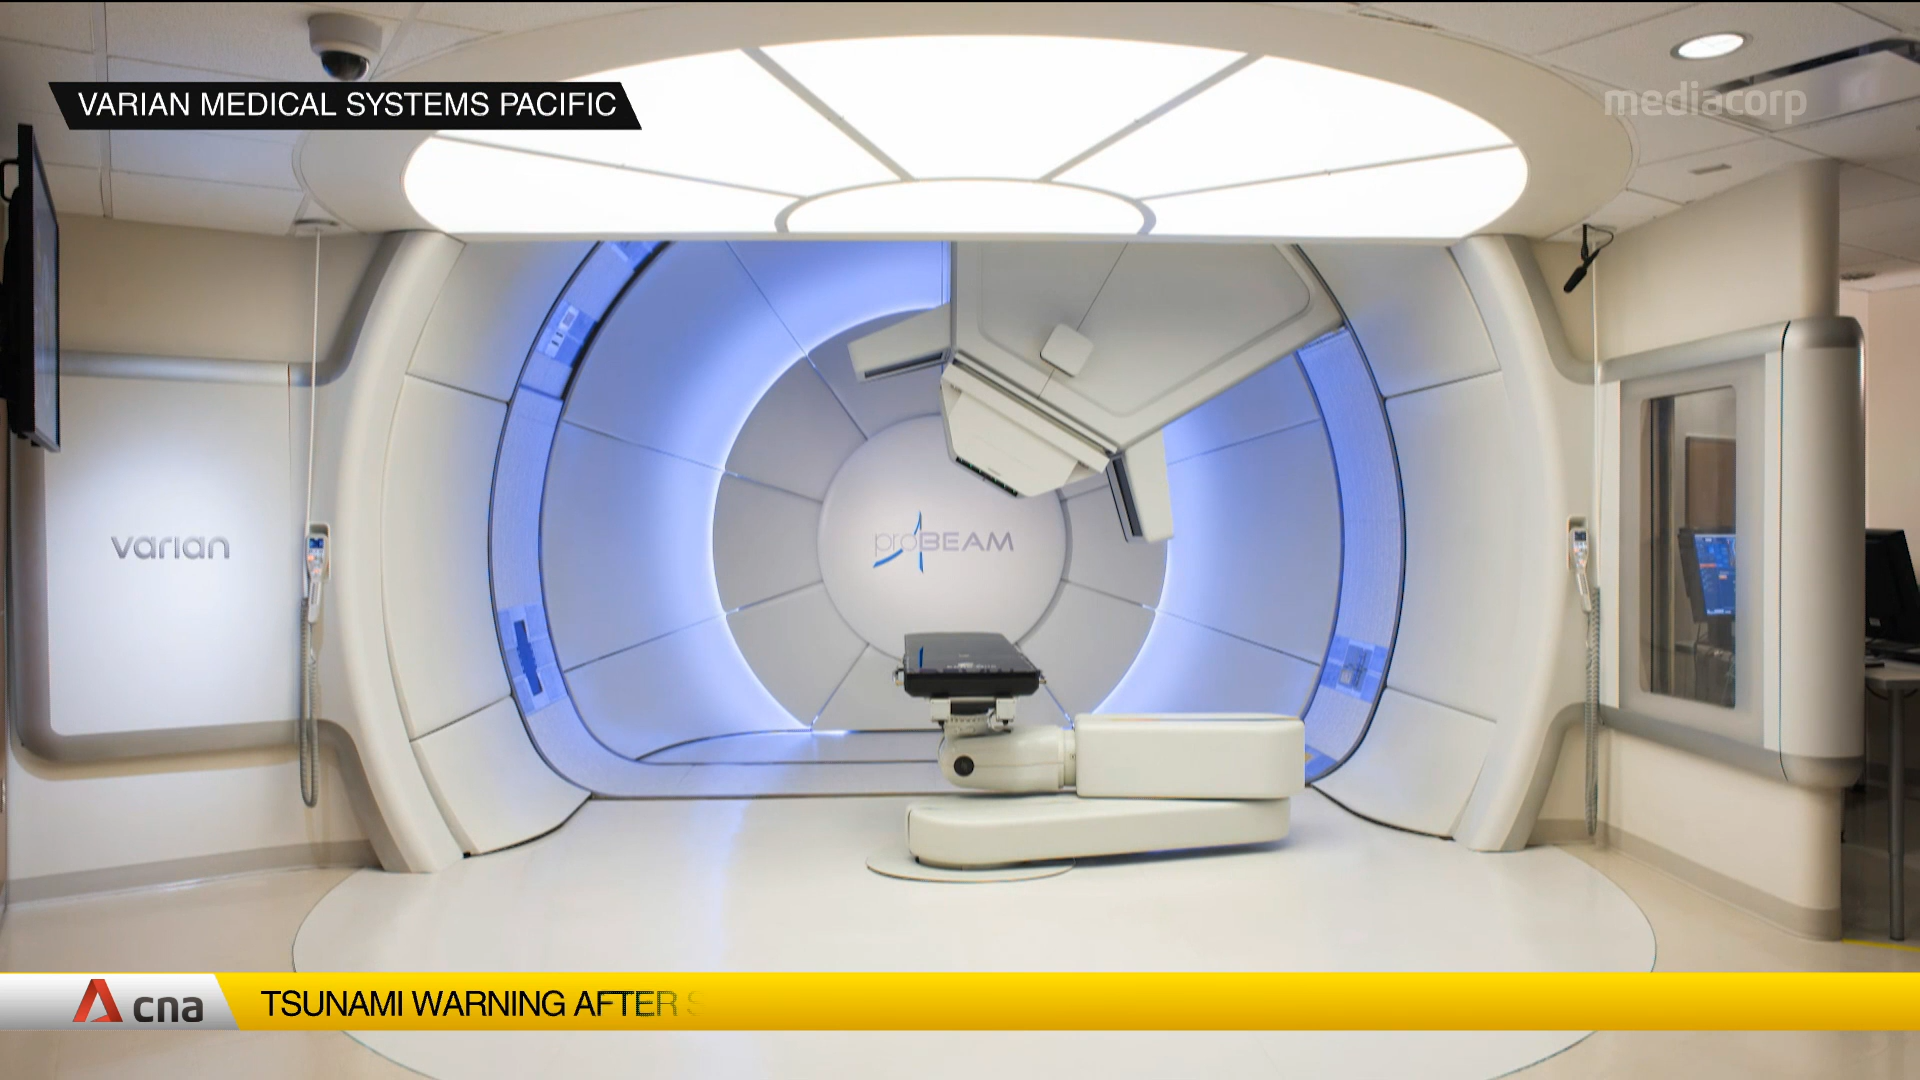 VARIAN MEDICAL SYSTEMS PACIFIC
mediacorp
varian
proBEAM
cna
TSUNAMI WARNING AFTER